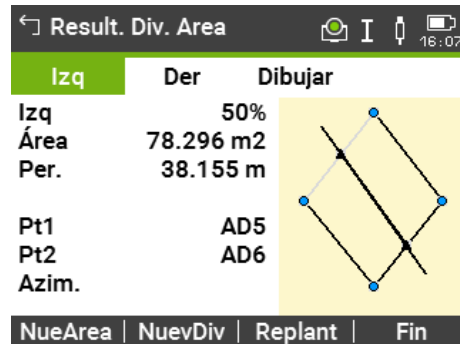 Result. Div. Area
16:07
Izq Der Dibujar
Izq 50%
Área 78.296 m2
Per. 38.155 m
Pt1 AD5
Pt2 AD6
Azim.
NueArea | NuevDiv | Replant | Fin